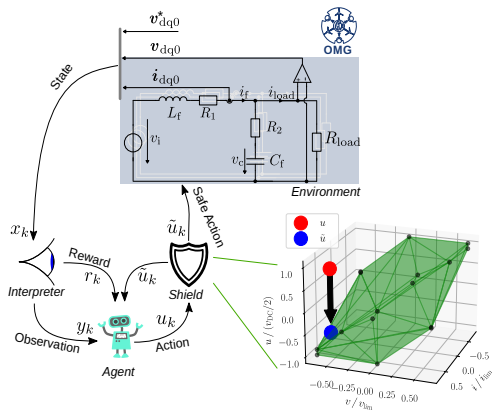 v*dq0
vdq0
idq0
OMG
State
Lf
R1
if
iload
vi
R2
vc
Cf
Rload
Environment
Safe Action
ũk
xk
Interpreter
Reward
rk
ũk
Shield
yk
Observation
Agent
uk
Action
u
ũ
u/(vDC/2)
1.0
0.5
0.0
−0.5
−1.0
−0.50
−0.25
0.00
0.25
0.50
v/vlim
−0.5
0.0
0.5
i/ilim